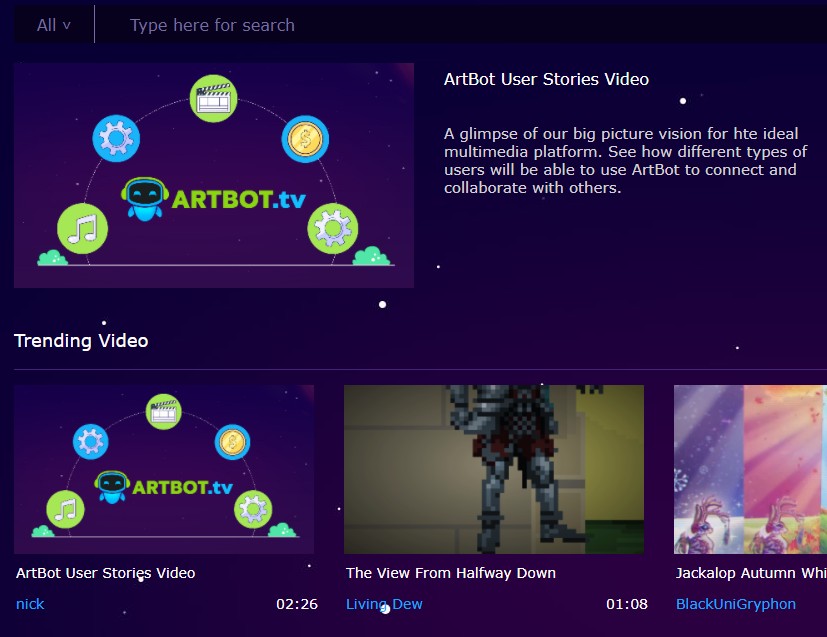 All v
Type here for search
ArtBot User Stories Video
A glimpse of our big picture vision for hte ideal
multimedia platform. See how different types of
users will be able to use ArtBot to connect and
collaborate with others.
$
ARTBOT.tv
Trending Video
$
ARTBOT.tv
ArtBot User Stories Video
The View From Halfway Down
Jackalop Autumn Whi
nick
02:26
Living Dew
01:08
BlackUniGryphon